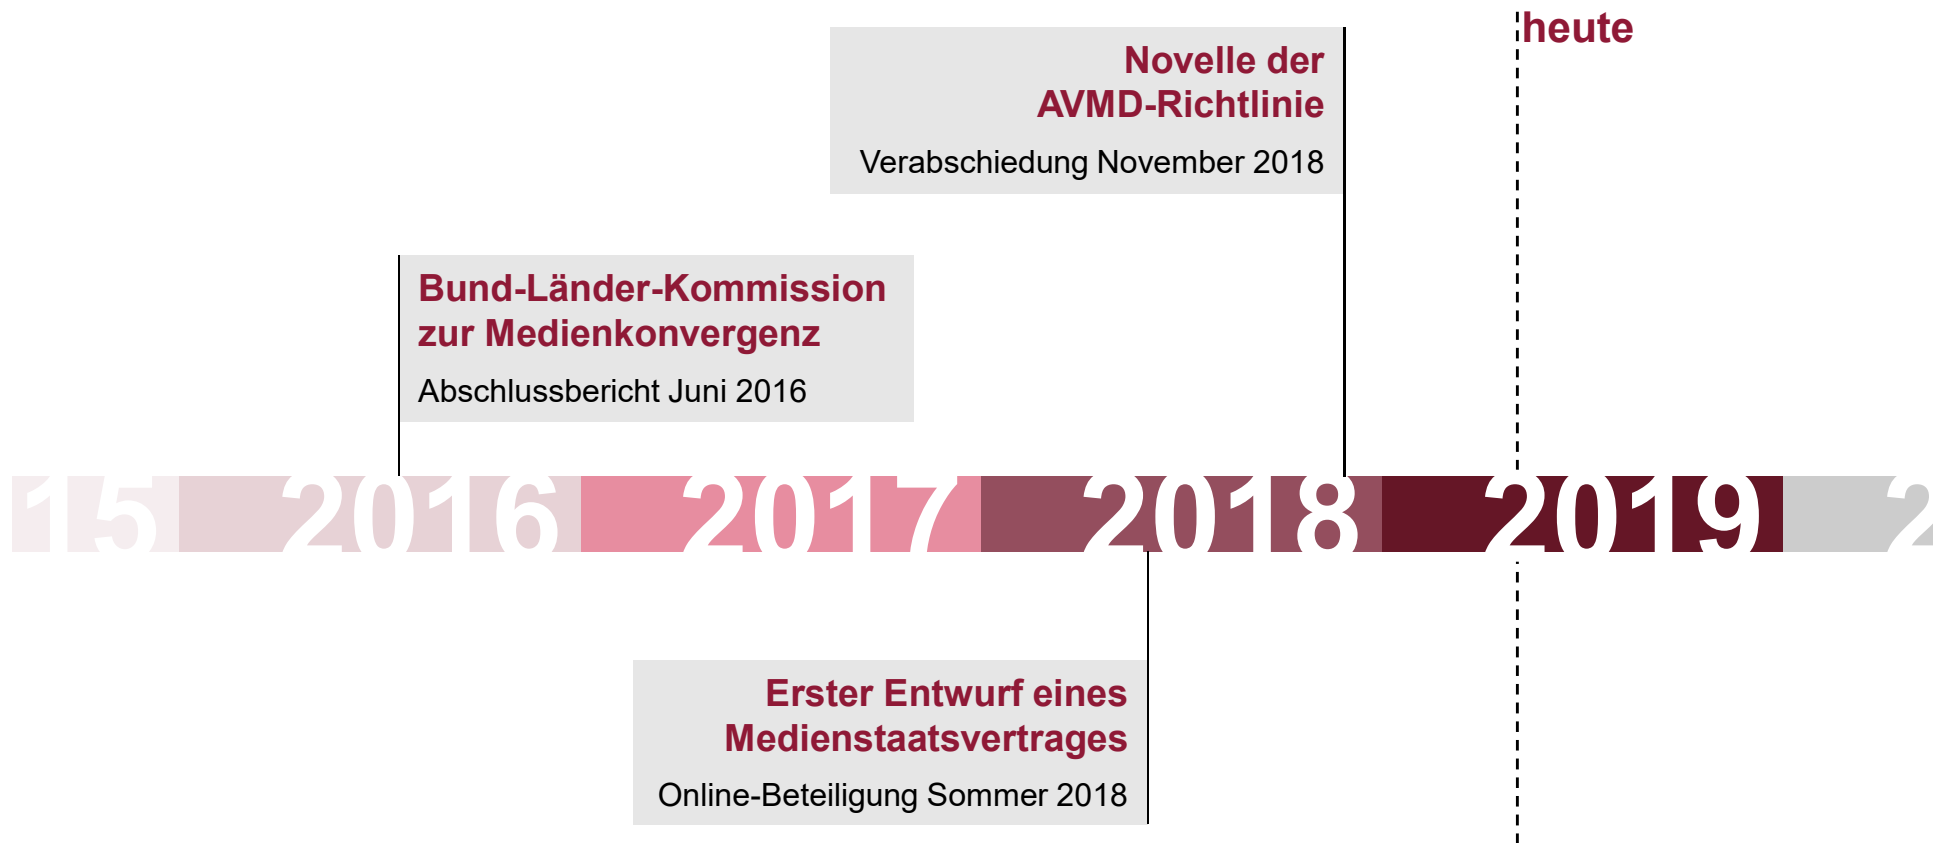 heute
Novelle der
AVMD-Richtlinie
Verabschiedung November 2018
Bund-Länder-Kommission
zur Medienkonvergenz
Abschlussbericht Juni 2016
15 2016 2017 2018 2019 2
Erster Entwurf eines
Medienstaatsvertrages
Online-Beteiligung Sommer 2018